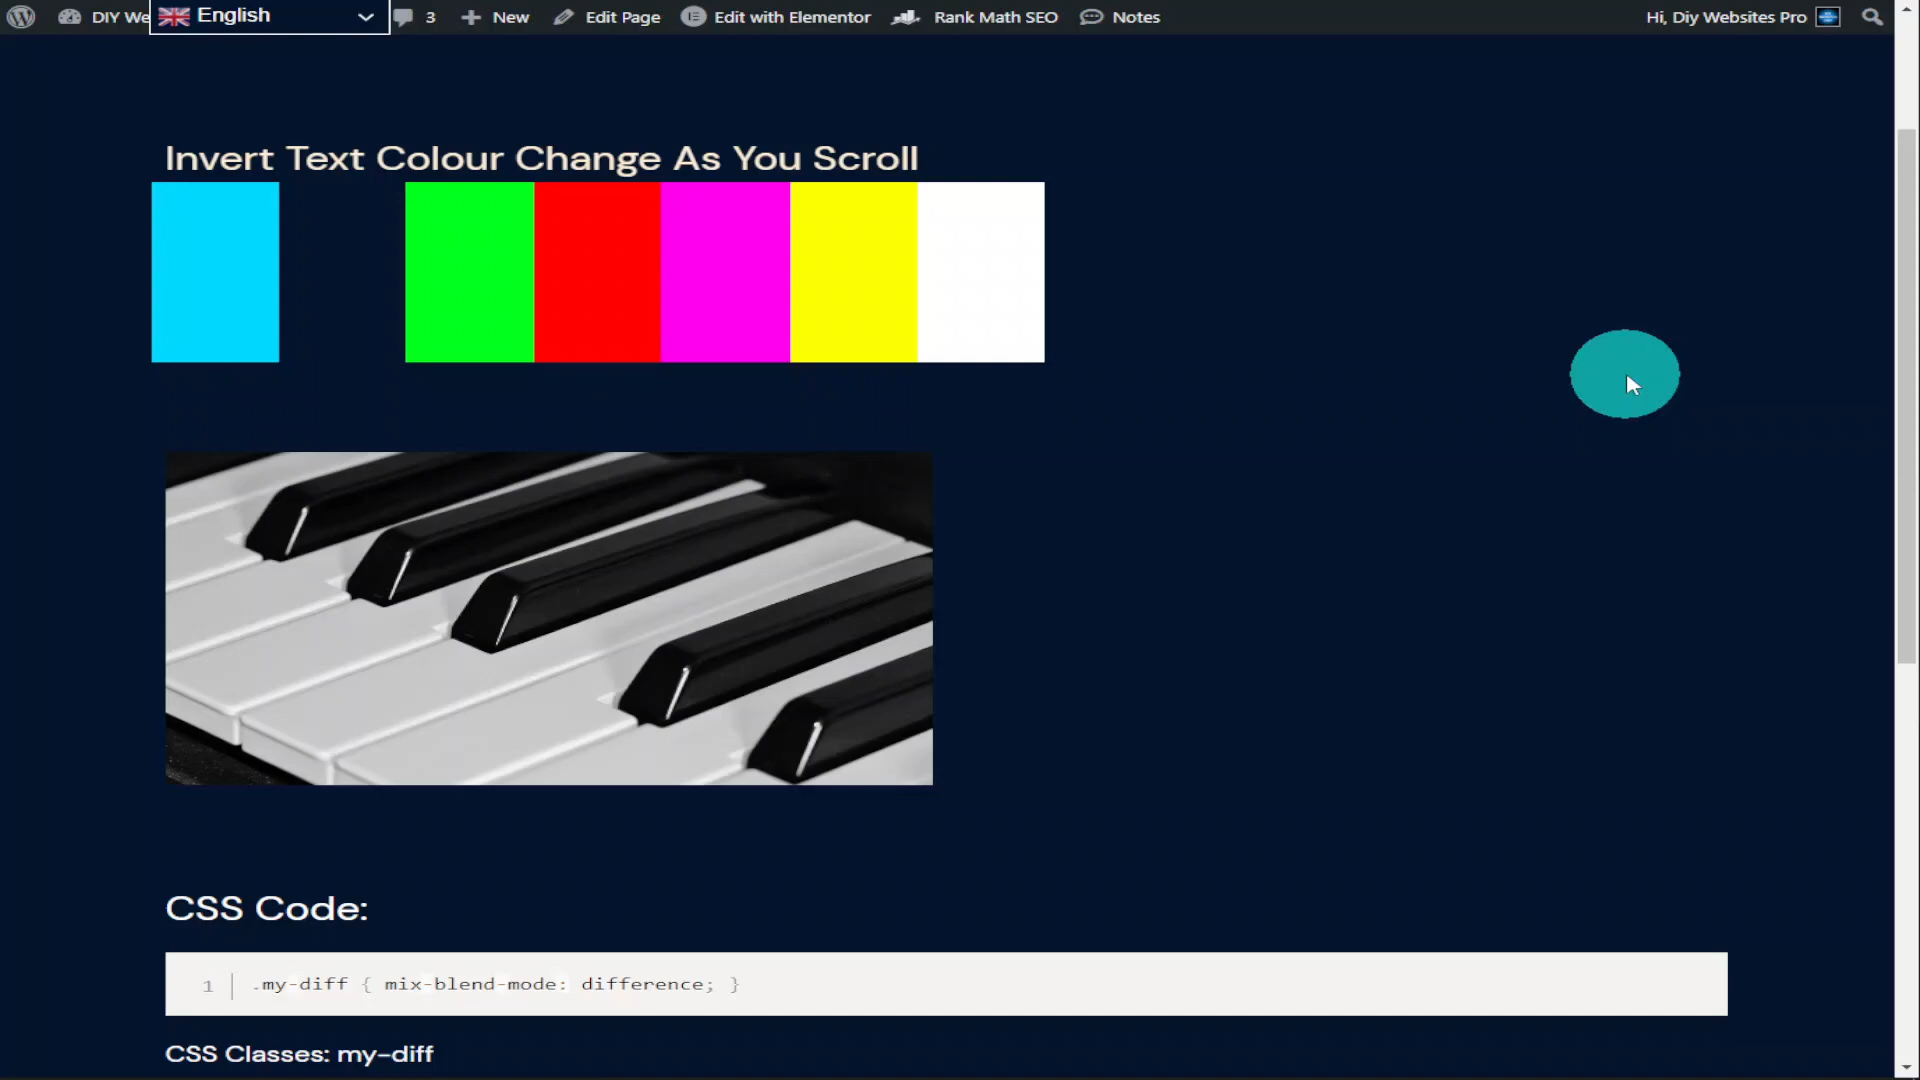 DIY We
English
3
New
Edit Page
Edit with Elementor
Rank Math SEO
Notes
Hi, Diy Websites Pro
Invert Text Colour Change As You Scroll
CSS Code:
1 .my-diff { mix-blend-mode: difference; }
CSS Classes: my-diff